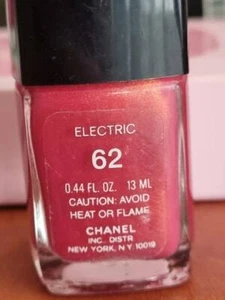 ELECTRIC
62
0.44 FL. OZ. 13 ML
CAUTION: AVOID
HEAT OR FLAME
CHANEL
INC. DISTR
NEW YORK, N.Y. 10019